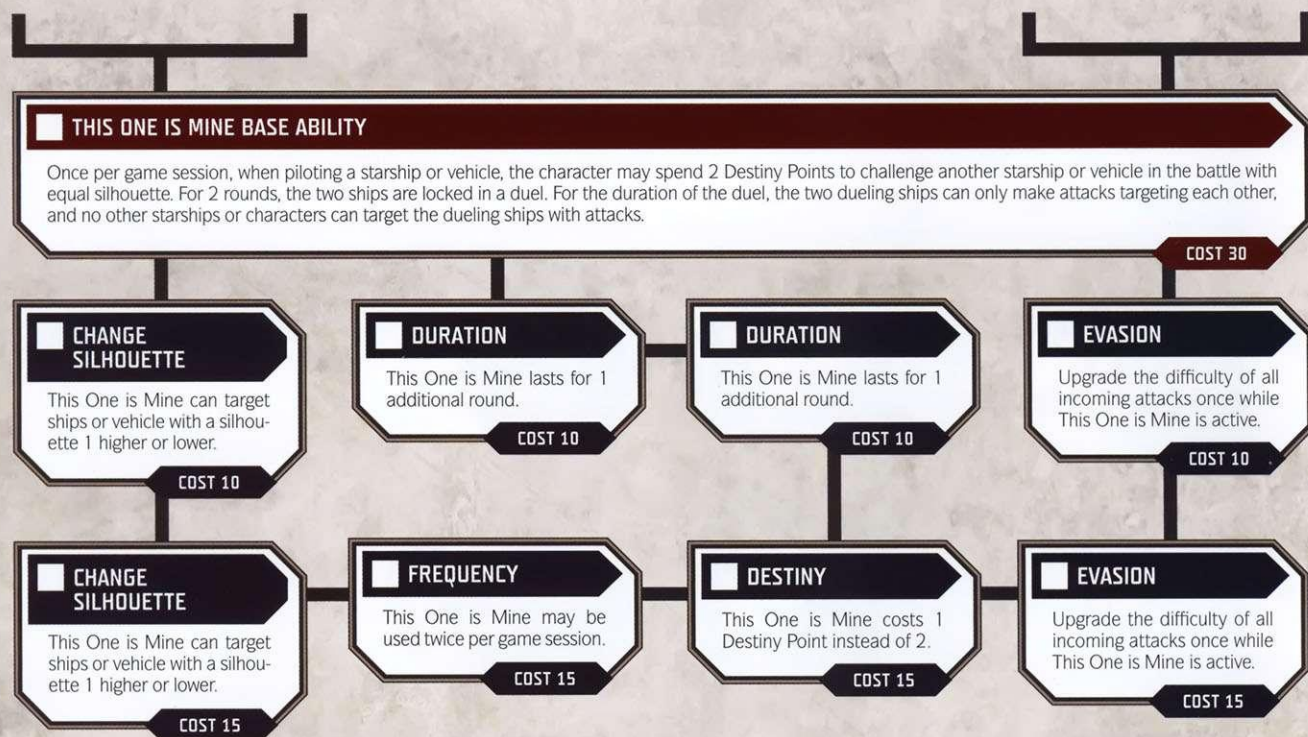 THIS ONE IS MINE BASE ABILITY
Once per game session, when piloting a starship or vehicle, the character may spend 2 Destiny Points to challenge another starship or vehicle in the battle with
equal silhouette. For 2 rounds, the two ships are locked in a duel. For the duration of the duel, the two dueling ships can only make attacks targeting each other,
and no other starships or characters can target the dueling ships with attacks.
COST 30
CHANGE
SILHOUETTE
This One is Mine can target
ships or vehicle with a silhou-
ette 1 higher or lower.
COST 10
DURATION
This One is Mine lasts for 1
additional round.
COST 10
DURATION
This One is Mine lasts for 1
additional round.
COST 10
EVASION
Upgrade the difficulty of all
incoming attacks once while
This One is Mine is active.
COST 10
CHANGE
SILHOUETTE
This One is Mine can target
ships or vehicle with a silhou-
ette 1 higher or lower.
COST 15
FREQUENCY
This One is Mine may be
used twice per game session.
COST 15
DESTINY
This One is Mine costs 1
Destiny Point instead of 2.
COST 15
EVASION
Upgrade the difficulty of all
incoming attacks once while
This One is Mine is active.
COST 15